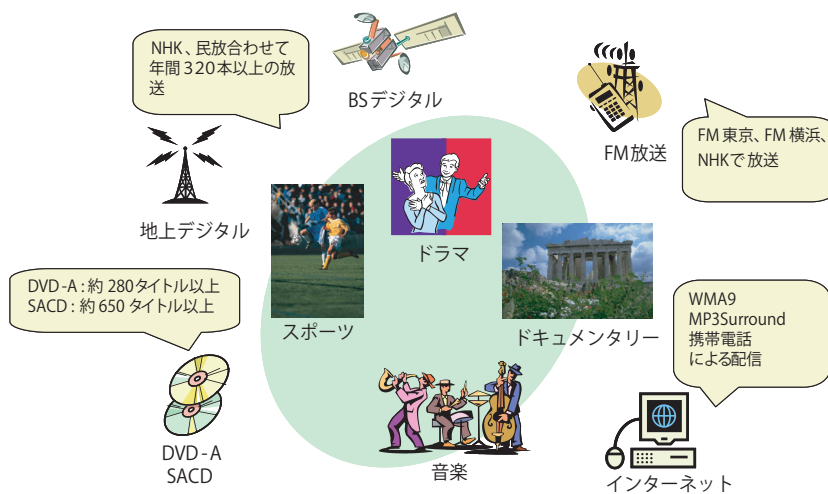 NHK、民放合わせて
年間320本以上の放
送
BSデジタル
FM放送
FM東京、FM横浜、
NHKで放送
地上デジタル
ドラマ
DVD-A：約280タイトル以上
SACD：約650タイトル以上
スポーツ
ドキュメンタリー
WMA9
MP3Surround
携帯電話
による配信
DVD-A
SACD
音楽
インターネット